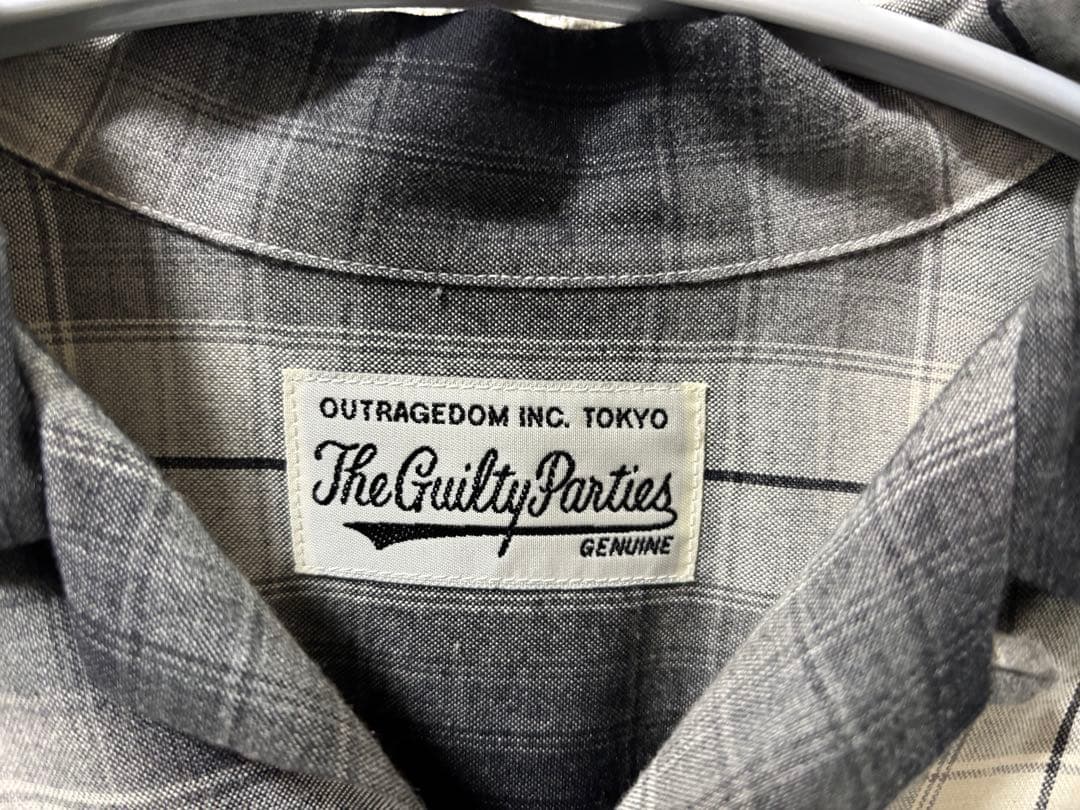 OUTRAGEDOM INC. TOKYO
The Guilty Parties
GENUINE